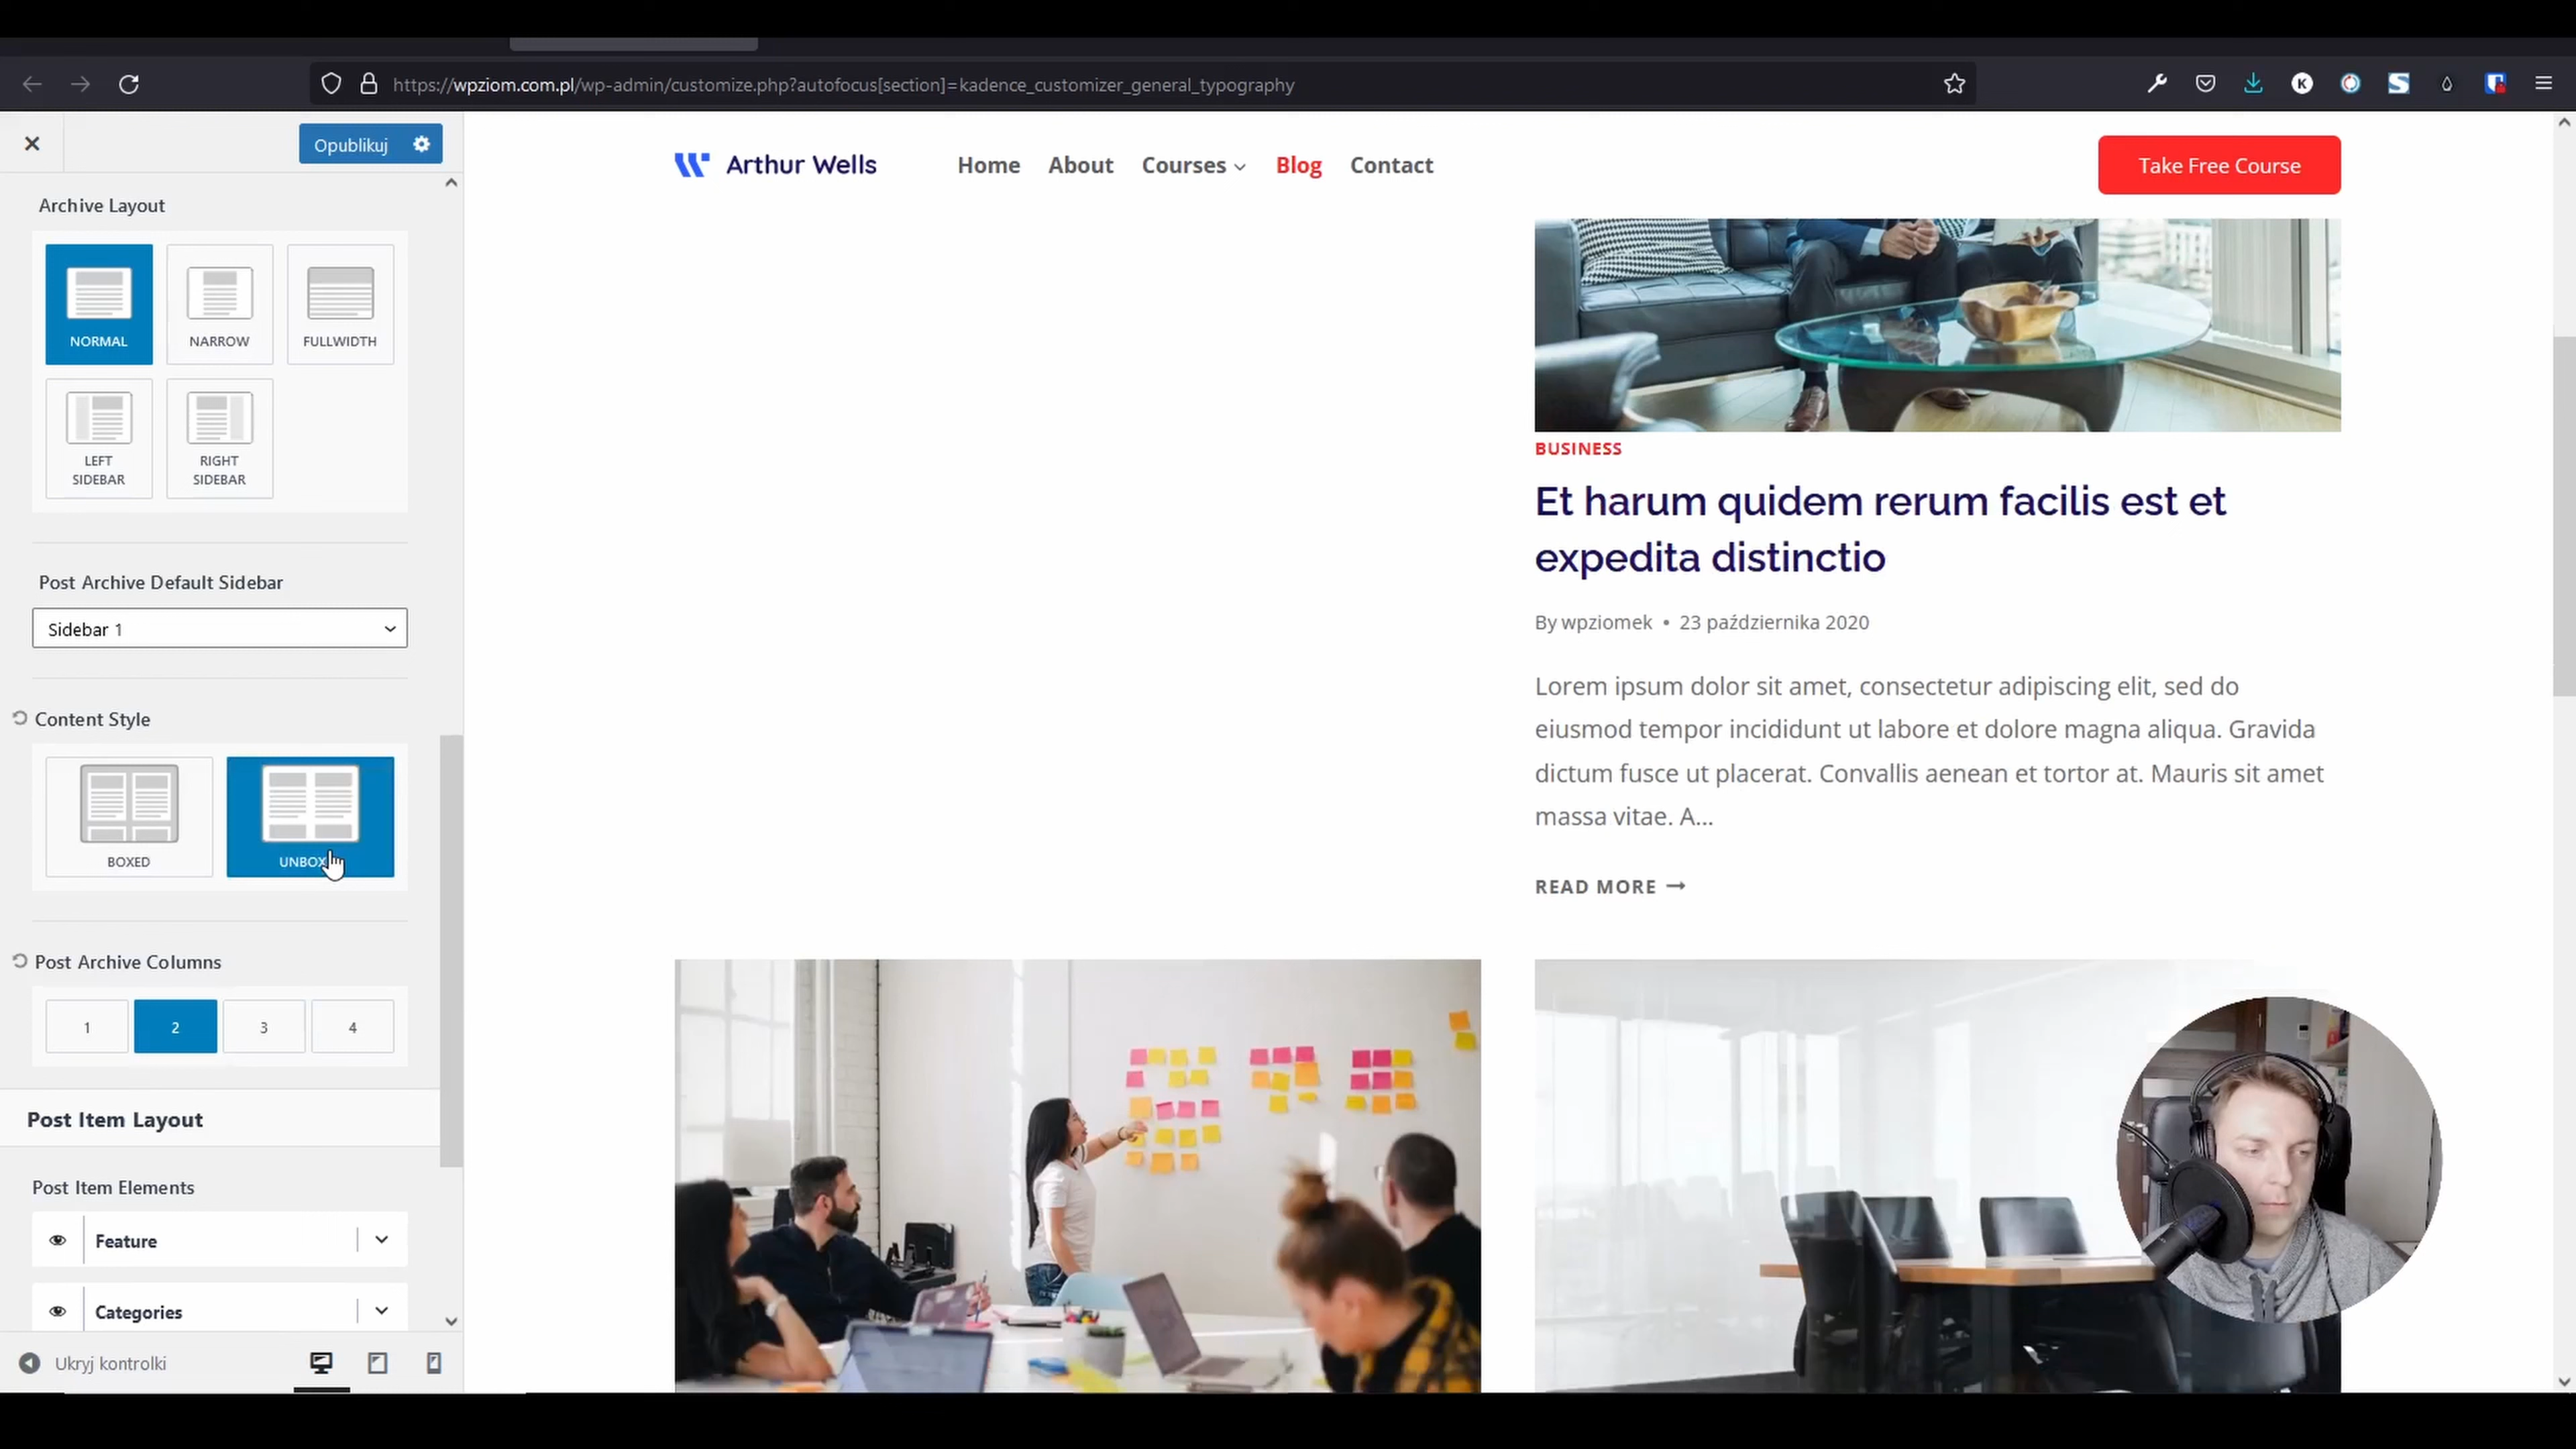 https://wpziom.com.pl/wp-admin/customize.php?autofocus[section]=kadence_customizer_general_typography
Opublikuj
Archive Layout
NORMAL
NARROW
FULLWIDTH
LEFT
SIDEBAR
RIGHT
SIDEBAR
Post Archive Default Sidebar
Sidebar 1
Content Style
BOXED
UNBOX
Post Archive Columns
1
2
3
4
Post Item Layout
Post Item Elements
Feature
Categories
Ukryj kontrolki
Arthur Wells
Home
About
Courses
Blog
Contact
Take Free Course
BUSINESS
Et harum quidem rerum facilis est et
expedita distinctio
By wpziomek • 23 października 2020
Lorem ipsum dolor sit amet, consectetur adipiscing elit, sed do
eiusmod tempor incididunt ut labore et dolore magna aliqua. Gravida
dictum fusce ut placerat. Convallis aenean et tortor at. Mauris sit amet
massa vitae. A...
READ MORE →